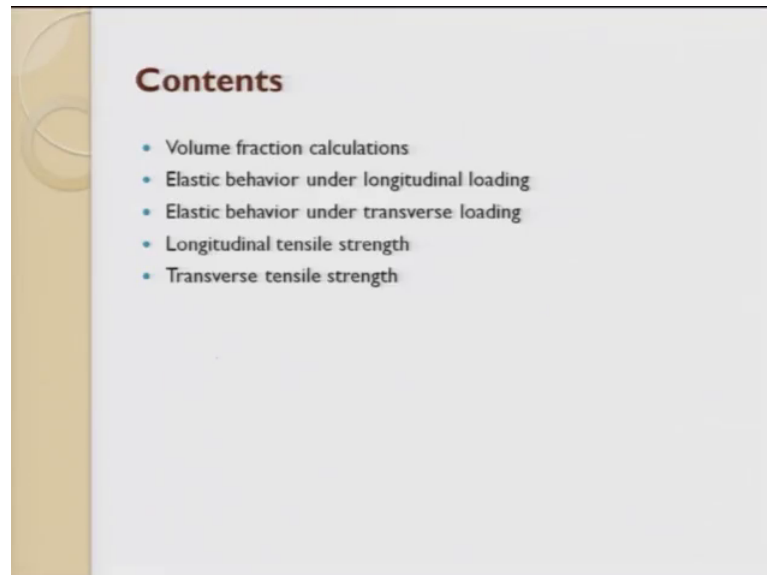 Contents
• Volume fraction calculations
• Elastic behavior under longitudinal loading
• Elastic behavior under transverse loading
• Longitudinal tensile strength
• Transverse tensile strength